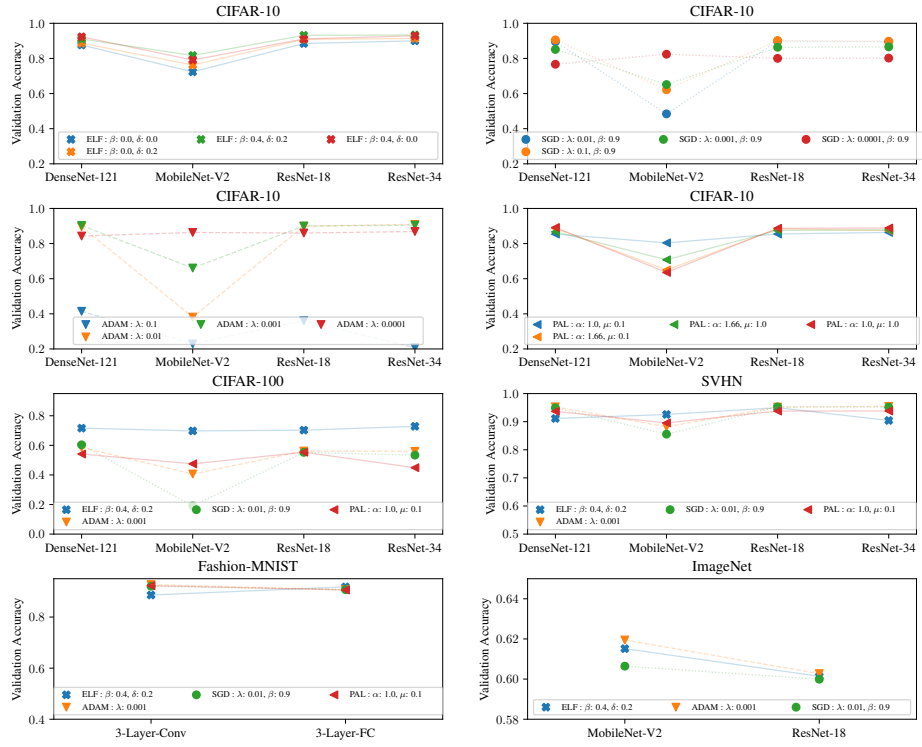 CIFAR-10
1.0
0.8
0.6
0.4
0.2
Validation Accuracy
ELF : β: 0.0, δ: 0.0
ELF : β: 0.4, δ: 0.2
ELF : β: 0.4, δ: 0.0
ELF : β: 0.0, δ: 0.2
DenseNet-121
MobileNet-V2
ResNet-18
ResNet-34
CIFAR-10
1.0
0.8
0.6
0.4
0.2
Validation Accuracy
SGD : λ: 0.01, β: 0.9
SGD : λ: 0.001, β: 0.9
SGD : λ: 0.0001, β: 0.9
SGD : λ: 0.1, β: 0.9
DenseNet-121
MobileNet-V2
ResNet-18
ResNet-34
CIFAR-10
1.0
0.8
0.6
0.4
0.2
Validation Accuracy
ADAM : λ: 0.1
ADAM : λ: 0.001
ADAM : λ: 0.0001
ADAM : λ: 0.01
DenseNet-121
MobileNet-V2
ResNet-18
ResNet-34
CIFAR-10
1.0
0.8
0.6
0.4
0.2
Validation Accuracy
PAL : α: 1.0, μ: 0.1
PAL : α: 1.66, μ: 1.0
PAL : α: 1.0, μ: 1.0
PAL : α: 1.66, μ: 0.1
DenseNet-121
MobileNet-V2
ResNet-18
ResNet-34
CIFAR-100
0.8
0.6
0.4
0.2
0.0
Validation Accuracy
ELF : β: 0.4, δ: 0.2
SGD : λ: 0.01, β: 0.9
PAL : α: 1.0, μ: 0.1
ADAM : λ: 0.001
DenseNet-121
MobileNet-V2
ResNet-18
ResNet-34
SVHN
1.0
0.9
0.8
0.7
0.6
0.5
Validation Accuracy
ELF : β: 0.4, δ: 0.2
SGD : λ: 0.01, β: 0.9
PAL : α: 1.0, μ: 0.1
ADAM : λ: 0.001
DenseNet-121
MobileNet-V2
ResNet-18
ResNet-34
Fashion-MNIST
0.8
0.6
0.4
Validation Accuracy
ELF : β: 0.4, δ: 0.2
SGD : λ: 0.01, β: 0.9
PAL : α: 1.0, μ: 0.1
ADAM : λ: 0.001
3-Layer-Conv
3-Layer-FC
ImageNet
0.64
0.62
0.60
0.58
Validation Accuracy
ELF : β: 0.4, δ: 0.2
ADAM : λ: 0.001
SGD : λ: 0.01, β: 0.9
MobileNet-V2
ResNet-18